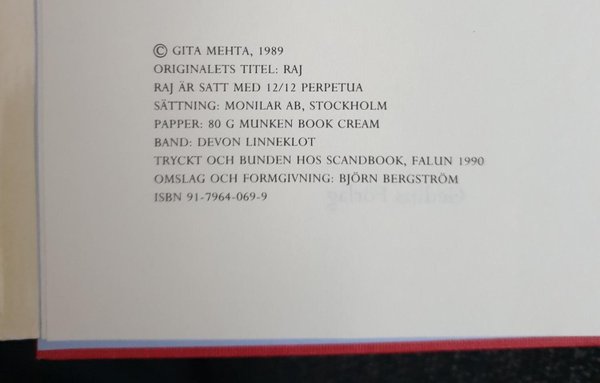 © GITA MEHTA, 1989
ORIGINALETS TITEL: RAJ
RAJ ÄR SATT MED 12/12 PERPETUA
SÄTTNING: MONILAR AB, STOCKHOLM
PAPPER: 80 G MUNKEN BOOK CREAM
BAND: DEVON LINNEKLOT
TRYCKT OCH BUNDEN HOS SCANDBOOK, FALUN 1990
OMSLAG OCH FORMGIVNING: BJÖRN BERGSTRÖM
ISBN 91-7964-069-9